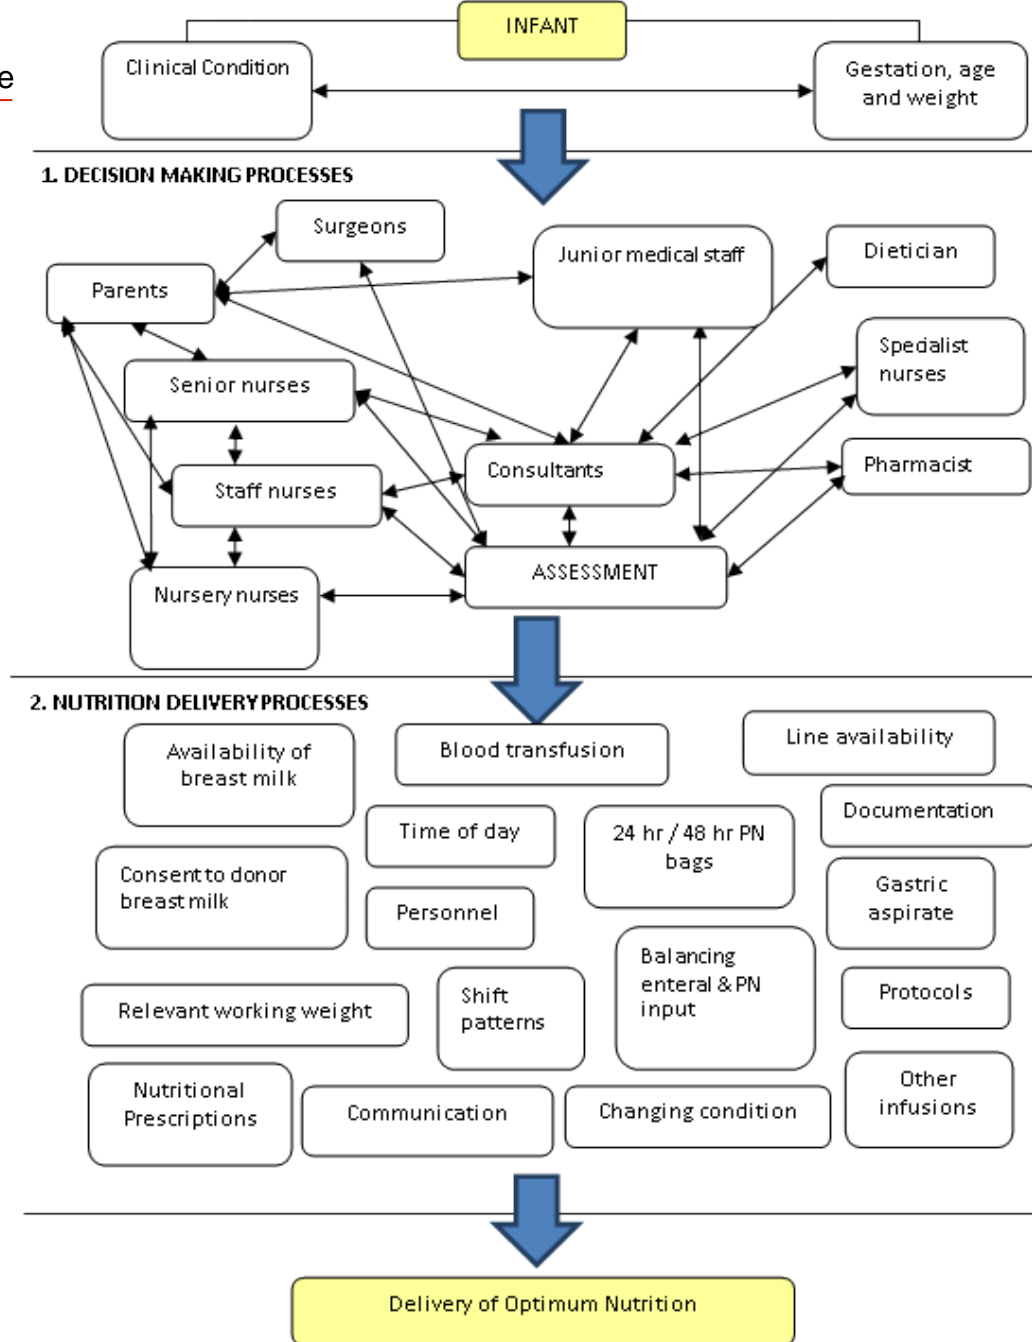 INFANT
e
Clinical Condition
Gestation, age
and weight
1. DECISION MAKING PROCESSES
Surgeons
Junior medical staff
Dietician
Parents
Specialist
nurses
Senior nurses
Consultants
Pharmacist
Staff nurses
ASSESSMENT
Nursery nurses
2. NUTRITION DELIVERY PROCESSES
Availability of
breast milk
Blood transfusion
Line availability
Time of day
24 hr / 48 hr PN
bags
Documentation
Consent to donor
breast milk
Personnel
Gastric
aspirate
Balancing
enteral & PN
input
Relevant working weight
Shift
patterns
Protocols
Nutritional
Prescriptions
Communication
Changing condition
Other
infusions
Delivery of Optimum Nutrition